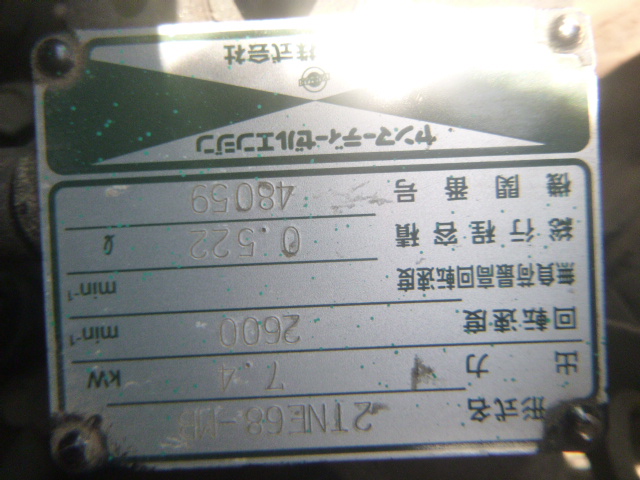 形式名 2TNE68-
出力 7.4 kW
回転速度 2600 min⁻¹
無負荷最高回転速度 min⁻¹
総行程容積 0.522 ℓ
機関番号 48059
ヤンマーディーゼルエンジン
株式会社